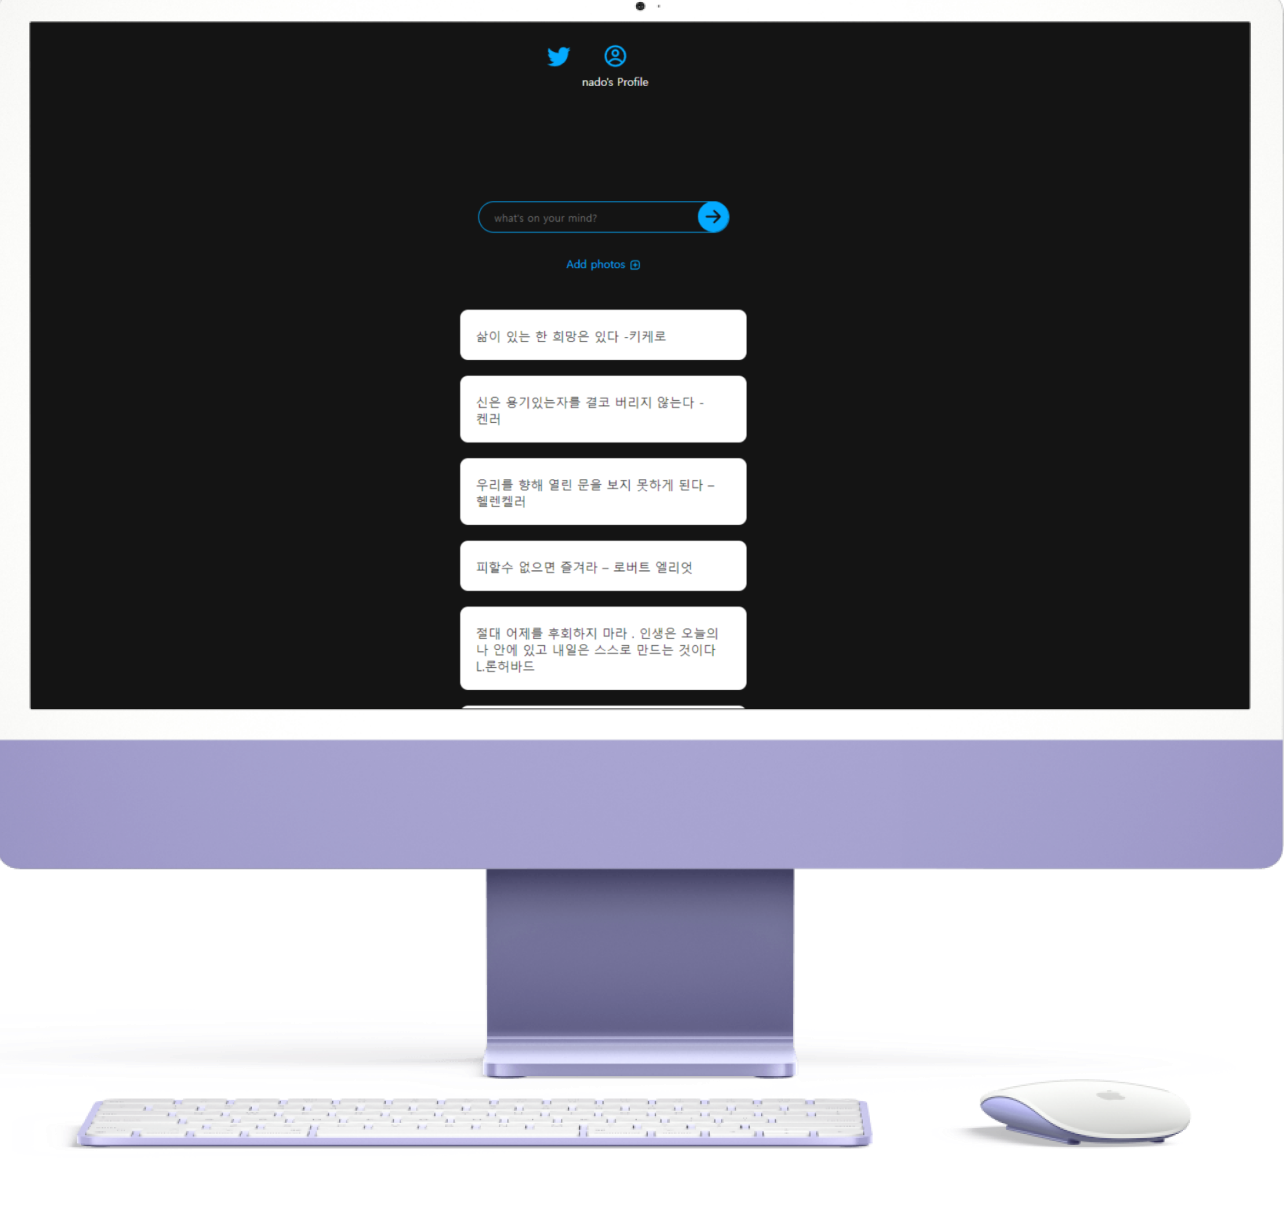 nado's Profile
what's on your mind?
Add photos
삶이 있는 한 희망은 있다 -키케로
신은 용기있는자를 결코 버리지 않는다 -
켄러
우리를 향해 열린 문을 보지 못하게 된다 –
헬렌켈러
피할수 없으면 즐겨라 – 로버트 엘리엇
절대 어제를 후회하지 마라 . 인생은 오늘의
나 안에 있고 내일은 스스로 만드는 것이다
L.론허바드